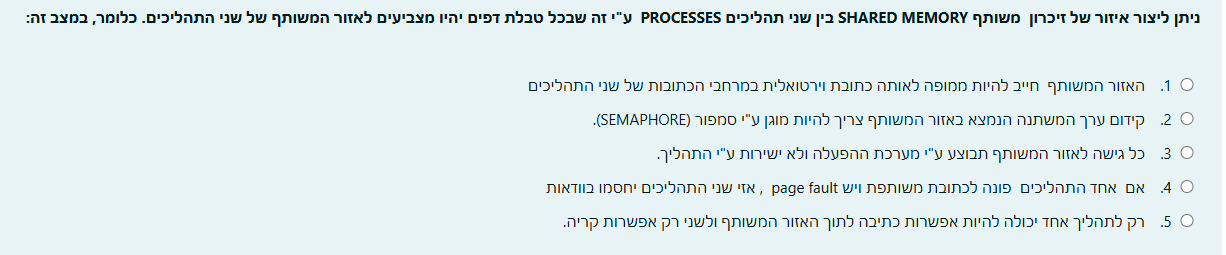 ניתן ליצור איזור של זיכרון משותף SHARED MEMORY בין שני תהליכים PROCESSES ע"י זה שבכל טבלת דפים יהיו מצביעים לאזור המשותף של שני התהליכים. כלומר, במצב זה:
1. האזור המשותף חייב להיות ממופה לאותה כתובת וירטואלית במרחבי הכתובות של שני התהליכים
2. קידום ערך המשתנה הנמצא באזור המשותף צריך להיות מוגן ע"י סמפור (SEMAPHORE).
3. כל גישה לאזור המשותף תבוצע ע"י מערכת ההפעלה ולא ישירות ע"י התהליך.
4. אם אחד התהליכים פונה לכתובת משותפת ויש page fault , אזי שני התהליכים יחסמו בוודאות
5. רק לתהליך אחד יכולה להיות אפשרות כתיבה לתוך האזור המשותף ולשני רק אפשרות קריה.